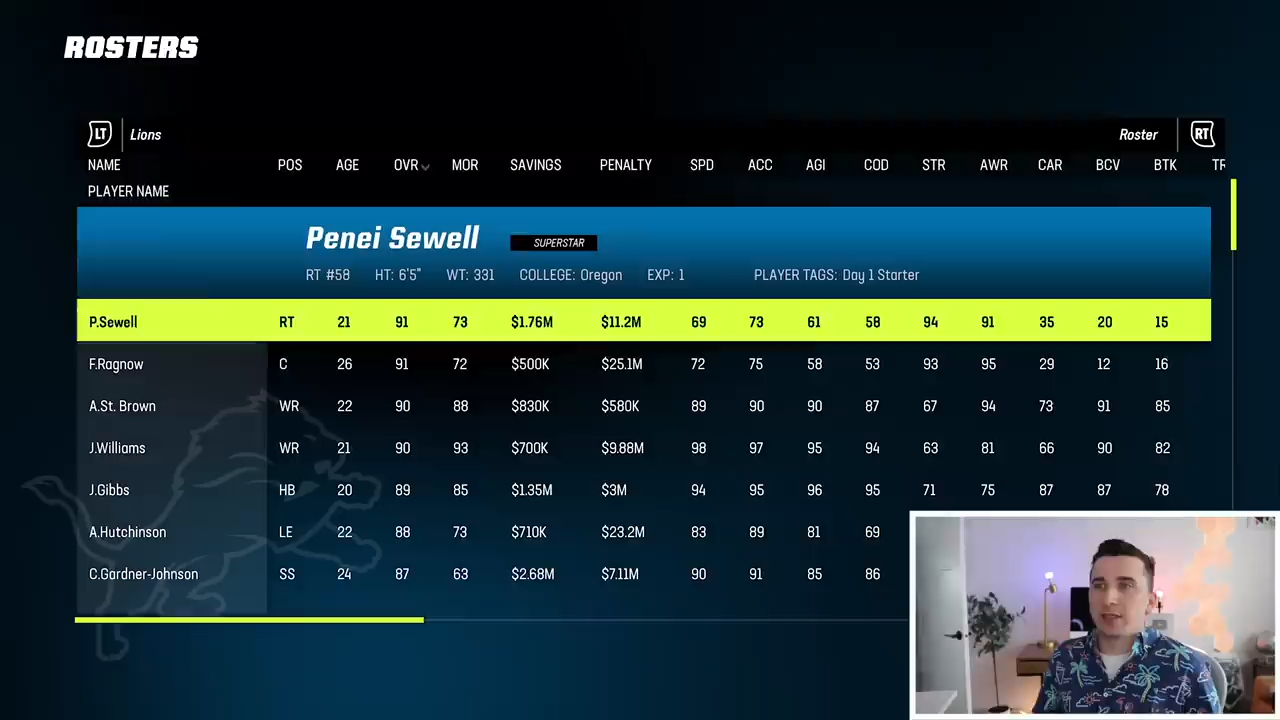 ROSTERS
LT Lions Roster RT
NAME POS AGE OVR MOR SAVINGS PENALTY SPD ACC AGI COD STR AWR CAR BCV BTK TR
PLAYER NAME
Penei Sewell SUPERSTAR
RT #58 HT: 6'5" WT: 331 COLLEGE: Oregon EXP: 1 PLAYER TAGS: Day 1 Starter
P.Sewell RT 21 91 73 $1.76M $11.2M 69 73 61 58 94 91 35 20 15
F.Ragnow C 26 91 72 $500K $25.1M 72 75 58 53 93 95 29 12 16
A.St. Brown WR 22 90 88 $830K $580K 89 90 90 87 67 94 73 91 85
J.Williams WR 21 90 93 $700K $9.88M 98 97 95 94 63 81 66 90 82
J.Gibbs HB 20 89 85 $1.35M $3M 94 95 96 95 71 75 87 87 78
A.Hutchinson LE 22 88 73 $710K $23.2M 83 89 81 69
C.Gardner-Johnson SS 24 87 63 $2.68M $7.11M 90 91 85 86